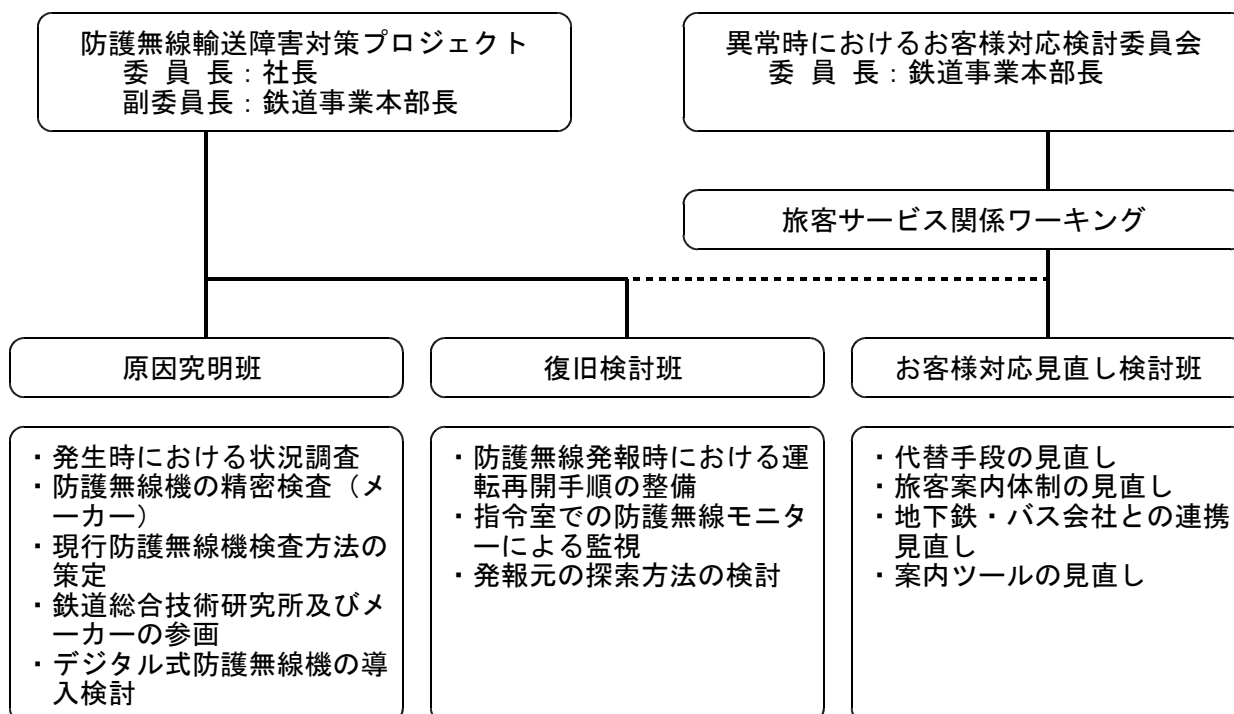 防護無線輸送障害対策プロジェクト
委 員 長：社長
副委員長：鉄道事業本部長
異常時におけるお客様対応検討委員会
委 員 長：鉄道事業本部長
旅客サービス関係ワーキング
原因究明班
・発生時における状況調査
・防護無線機の精密検査（メ
ーカー）
・現行防護無線機検査方法の
策定
・鉄道総合技術研究所及びメ
ーカーの参画
・デジタル式防護無線機の導
入検討
復旧検討班
・防護無線発報時における運
転再開手順の整備
・指令室での防護無線モニタ
ーによる監視
・発報元の探索方法の検討
お客様対応見直し検討班
・代替手段の見直し
・旅客案内体制の見直し
・地下鉄・バス会社との連携
見直し
・案内ツールの見直し